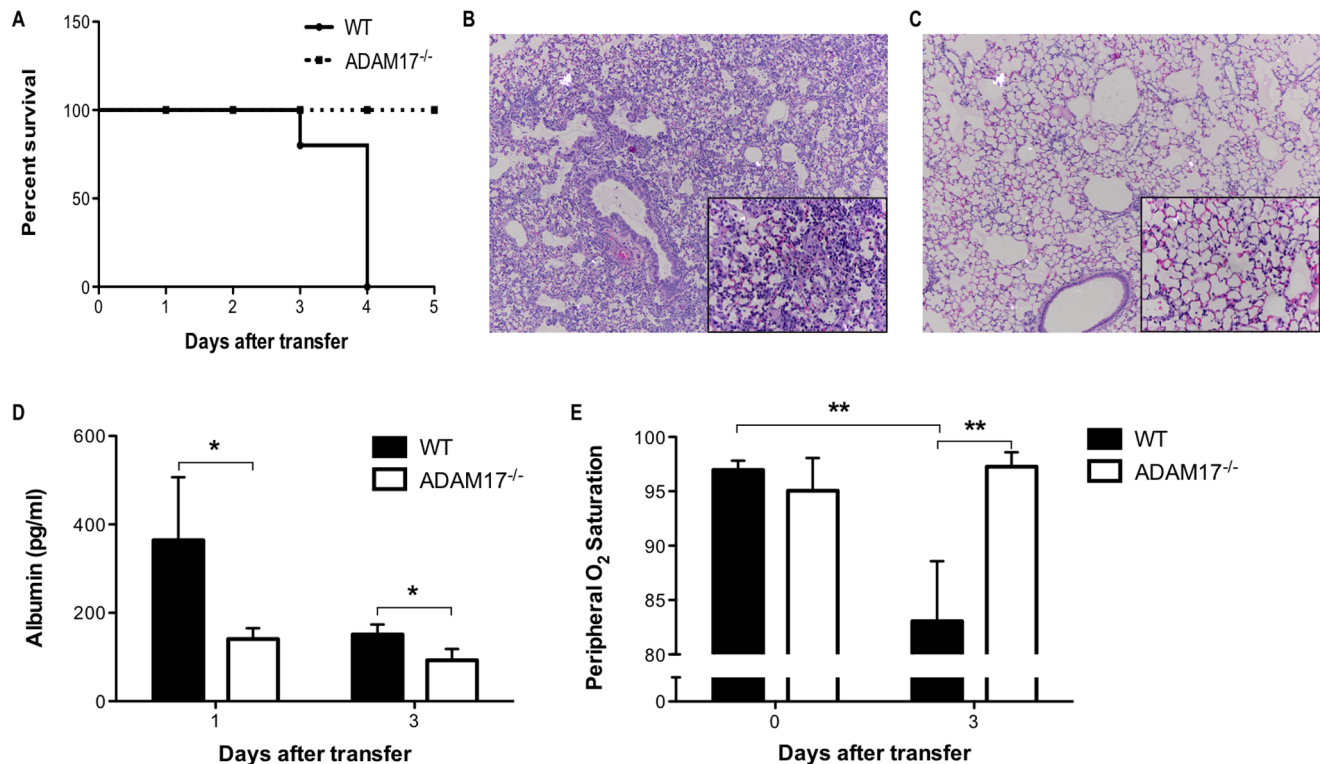 A
150
100
50
0
Percent survival
WT
ADAM17-/-
0 1 2 3 4 5
Days after transfer
B
C
D
600
400
200
0
Albumin (pg/ml)
*
*
WT
ADAM17-/-
1 3
Days after transfer
E
100
95
90
85
80
0
Peripheral O2 Saturation
**
**
WT
ADAM17-/-
0 3
Days after transfer